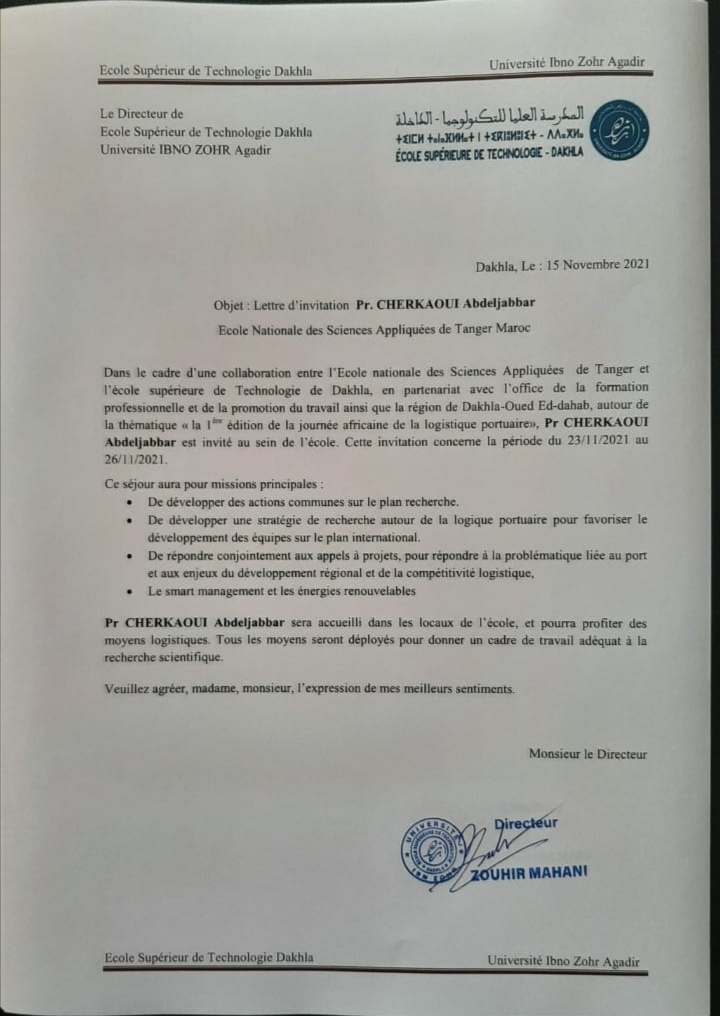 Ecole Supérieur de Technologie Dakhla
Université Ibno Zohr Agadir
Le Directeur de
Ecole Supérieur de Technologie Dakhla
Université IBNO ZOHR Agadir
المدرسة العليا للتكنولوجيا - الداخلة
ⵜⵉⵏⵎⵍ ⵜⴰⵏⴰⴼⵍⵍⴰⵜ ⵏ ⵜⵉⴽⵏⵓⵍⵓⵊⵉⵜ - ⴷⴷⴰⵅⵍⴰ
ÉCOLE SUPÉRIEURE DE TECHNOLOGIE - DAKHLA
Dakhla, Le : 15 Novembre 2021
Objet : Lettre d’invitation Pr. CHERKAOUI Abdeljabbar
Ecole Nationale des Sciences Appliquées de Tanger Maroc
Dans le cadre d’une collaboration entre l’Ecole nationale des Sciences Appliquées de Tanger et
l’école supérieure de Technologie de Dakhla, en partenariat avec l’office de la formation
professionnelle et de la promotion du travail ainsi que la région de Dakhla-Oued Ed-dahab, autour de
la thématique « la 1ère édition de la journée africaine de la logistique portuaire», Pr CHERKAOUI
Abdeljabbar est invité au sein de l’école. Cette invitation concerne la période du 23/11/2021 au
26/11/2021.
Ce séjour aura pour missions principales :
• De développer des actions communes sur le plan recherche.
• De développer une stratégie de recherche autour de la logique portuaire pour favoriser le
développement des équipes sur le plan international.
• De répondre conjointement aux appels à projets, pour répondre à la problématique liée au port
et aux enjeux du développement régional et de la compétitivité logistique,
• Le smart management et les énergies renouvelables
Pr CHERKAOUI Abdeljabbar sera accueilli dans les locaux de l’école, et pourra profiter des
moyens logistiques. Tous les moyens seront déployés pour donner un cadre de travail adéquat à la
recherche scientifique.
Veuillez agréer, madame, monsieur, l’expression de mes meilleurs sentiments.
Monsieur le Directeur
UNIVERSITÉ
IBN ZOHR
Directeur
ZOUHIR MAHANI
Ecole Supérieur de Technologie Dakhla
Université Ibno Zohr Agadir